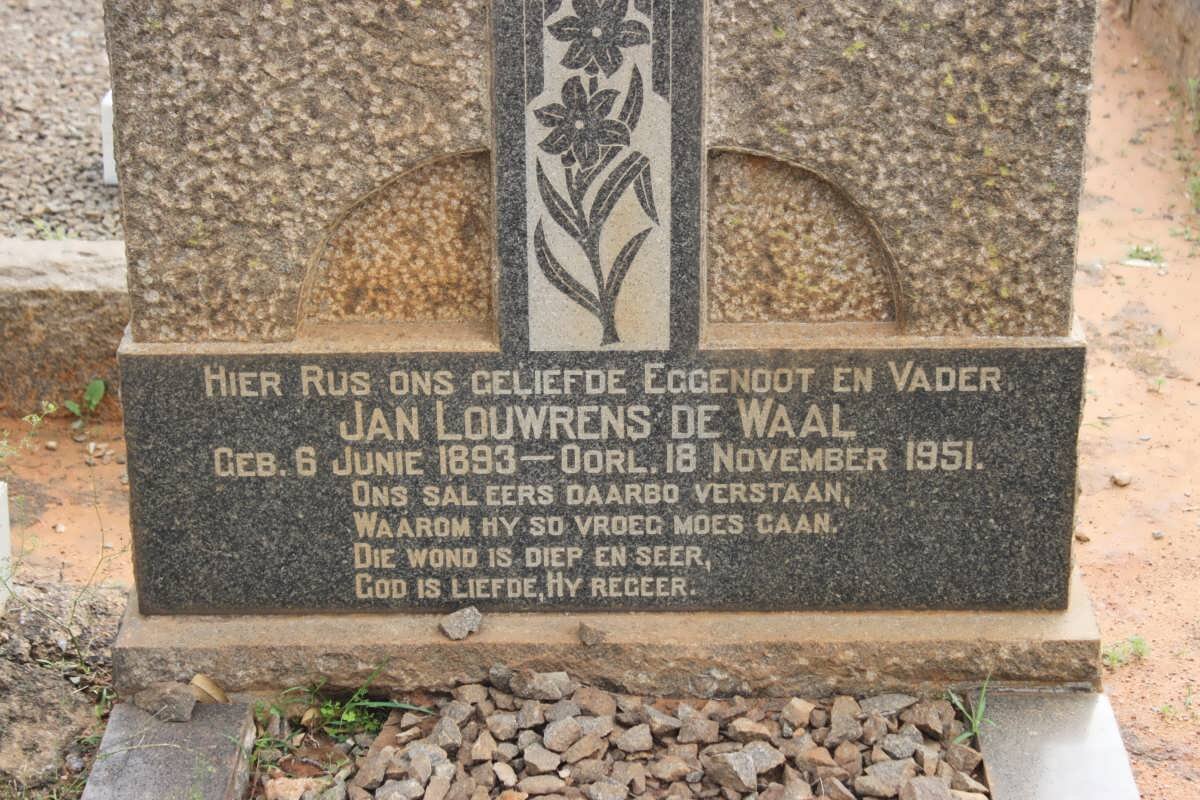 Hier Rus ons geliefde Eggenoot en Vader
Jan Louwrens de Waal
Geb. 6 Junie 1893 — Oorl. 18 November 1951.
Ons sal eers daarbo verstaan,
Waarom Hy so vroeg moes gaan.
Die wond is diep en seer,
God is liefde, Hy regeer.